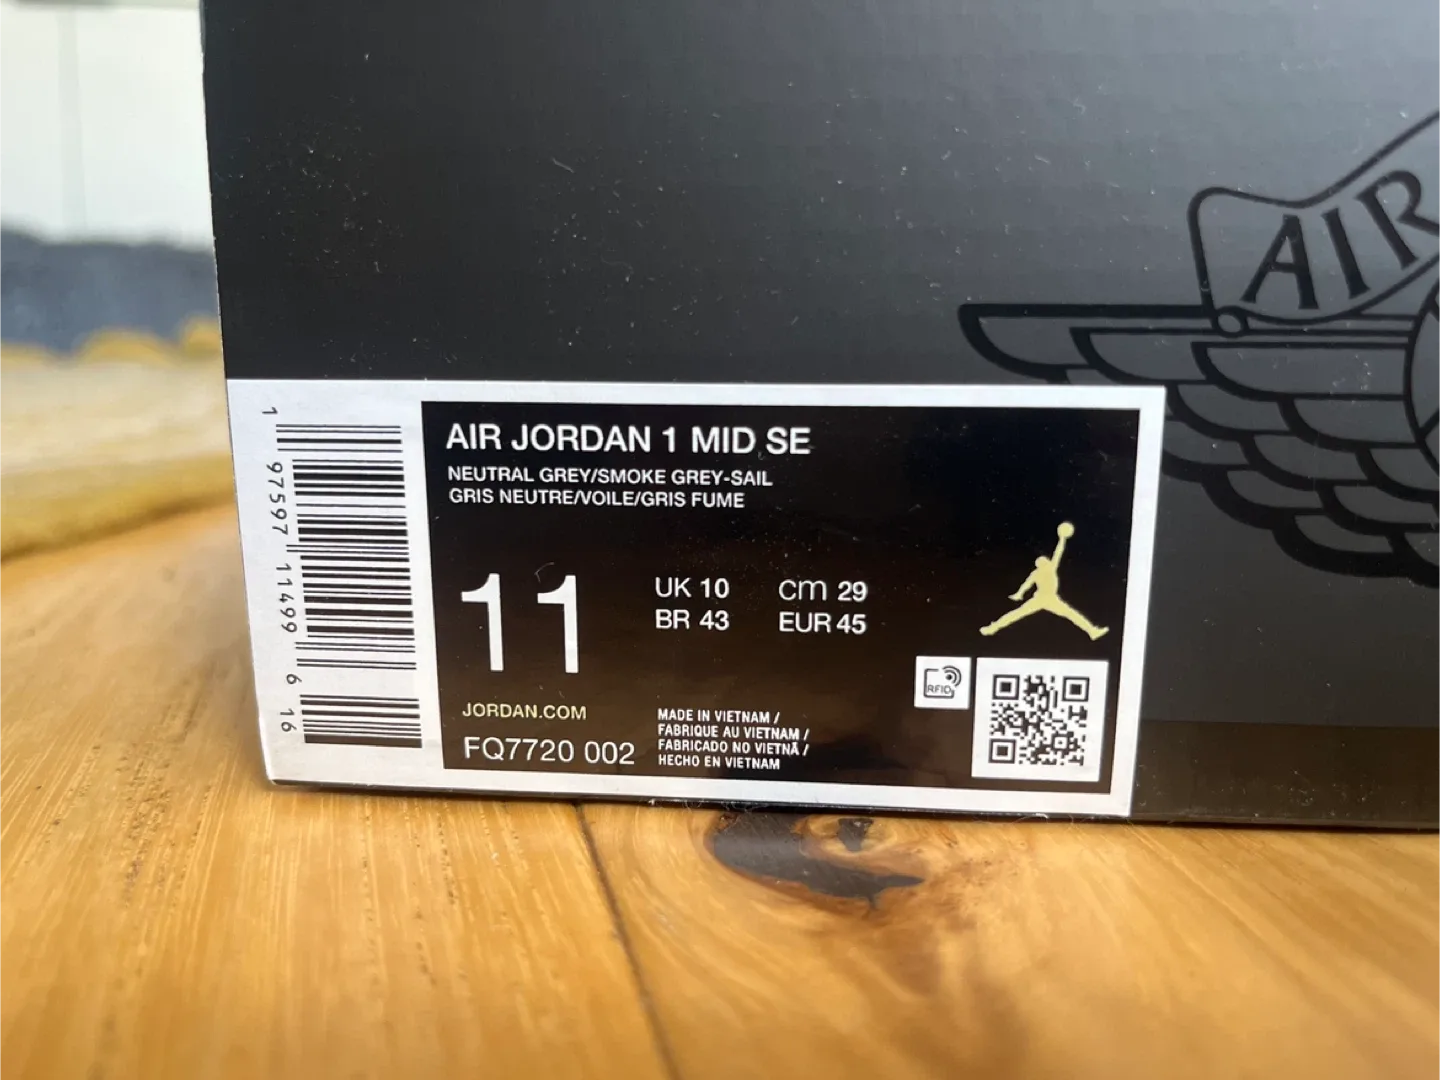 AIR
AIR JORDAN 1 MID SE
NEUTRAL GREY/SMOKE GREY-SAIL
GRIS NEUTRE/VOILE/GRIS FUME
11
UK 10
cm 29
BR 43
EUR 45
RFID
JORDAN.COM
FQ7720 002
MADE IN VIETNAM /
FABRIQUE AU VIETNAM /
FABRICADO NO VIETNÃ /
HECHO EN VIETNAM
1 97597 11499 6 16